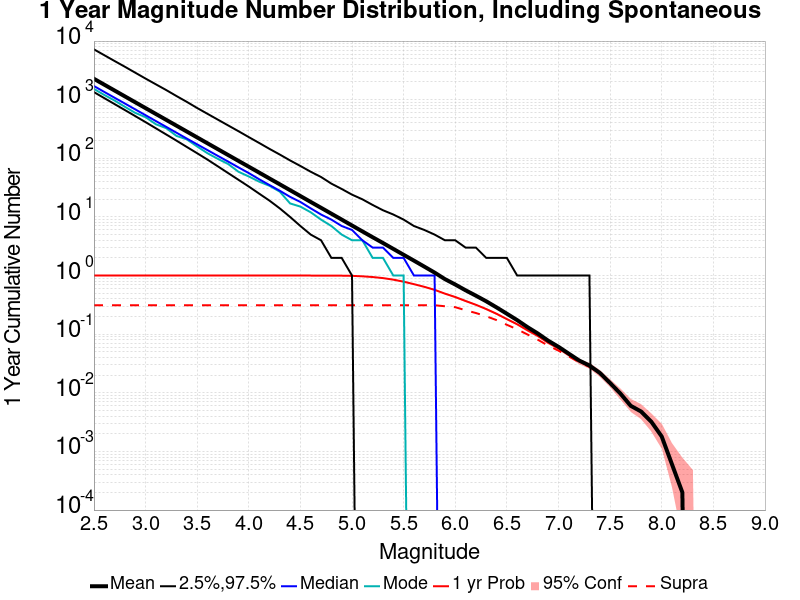 1 Year Magnitude Number Distribution, Including Spontaneous
1 Year Cumulative Number
10^4
10^3
10^2
10^1
10^0
10^-1
10^-2
10^-3
10^-4
2.5 3.0 3.5 4.0 4.5 5.0 5.5 6.0 6.5 7.0 7.5 8.0 8.5 9.0
Magnitude
Mean 2.5%,97.5% Median Mode 1 yr Prob 95% Conf Supra